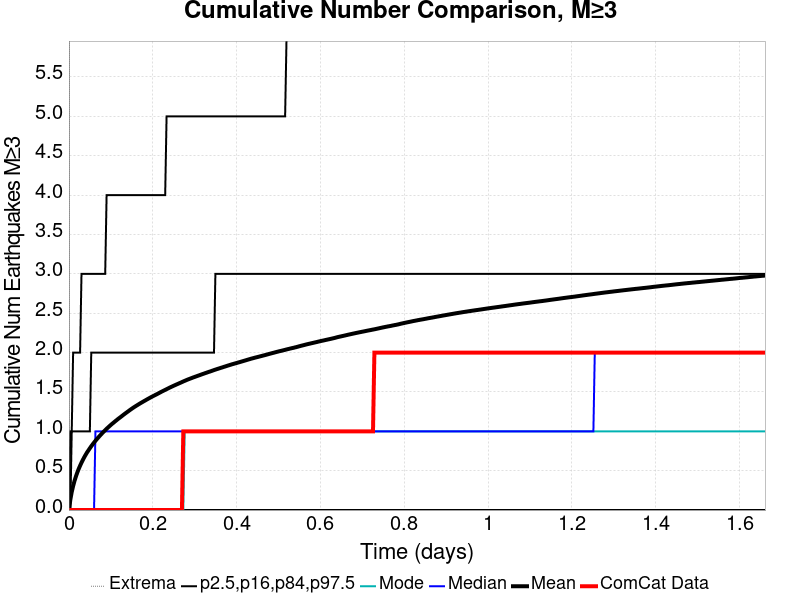 Cumulative Number Comparison, M≥3
Cumulative Num Earthquakes M≥3
5.5
5.0
4.5
4.0
3.5
3.0
2.5
2.0
1.5
1.0
0.5
0.0
0 0.2 0.4 0.6 0.8 1 1.2 1.4 1.6
Time (days)
Extrema p2.5,p16,p84,p97.5 Mode Median Mean ComCat Data